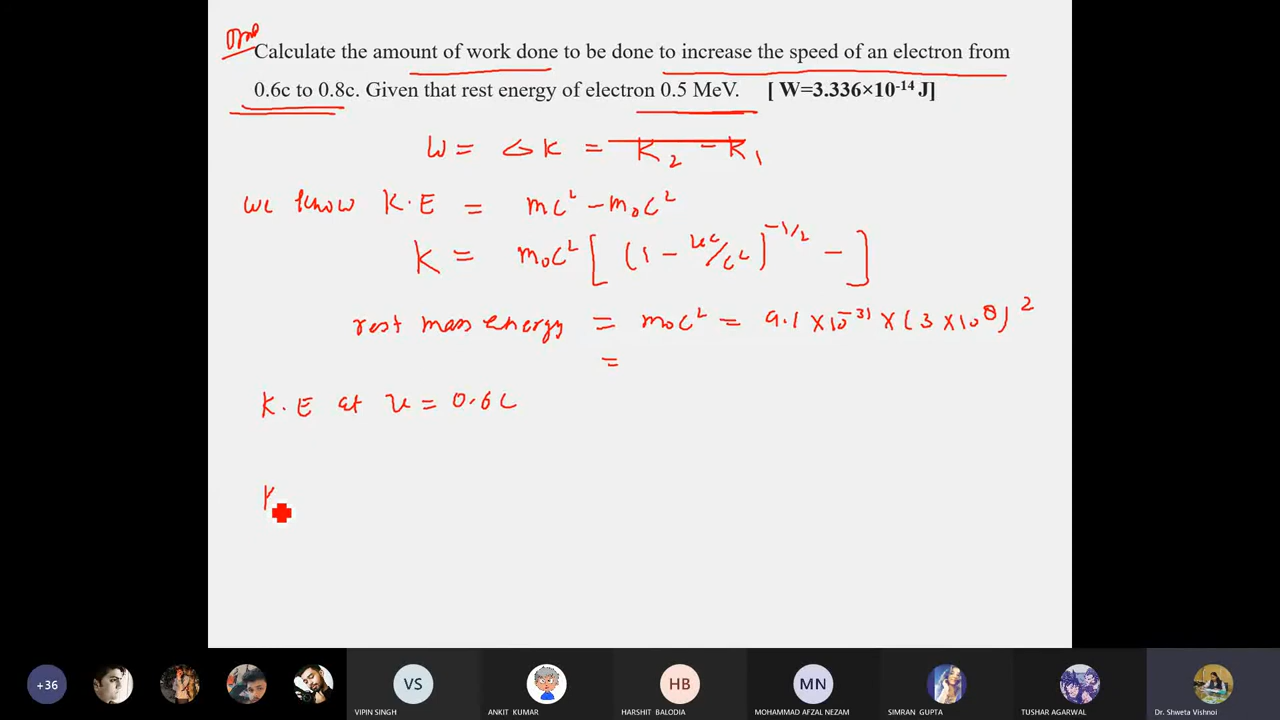 Imp
Calculate the amount of work done to be done to increase the speed of an electron from
0.6c to 0.8c. Given that rest energy of electron 0.5 MeV. [ W=3.336×10⁻¹⁴ J]
W = ΔK = K₂ - K₁
we know K.E = mc² - m₀c²
K = m₀c² [ (1 - u²/c²)^-1/2 - ]
rest mass energy = m₀c² = 9.1 × 10⁻³¹ × (3 × 10⁸)²
=
K.E at u = 0.6c
K
+36
VS
HB
MN
VIPIN SINGH
ANKIT KUMAR
HARSHIT BALODIA
MOHAMMAD AFZAL NEZAM
SIMRAN GUPTA
TUSHAR AGARWAL
Dr. Shweta Vishnoi